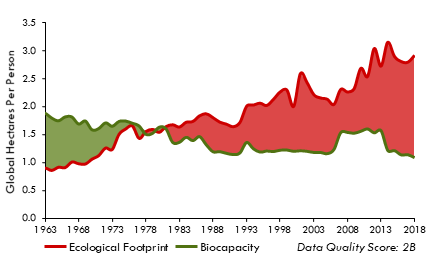 Global Hectares Per Person
3.5
3.0
2.5
2.0
1.5
1.0
0.5
0.0
1963 1968 1973 1978 1983 1988 1993 1998 2003 2008 2013 2018
Ecological Footprint Biocapacity Data Quality Score: 2B